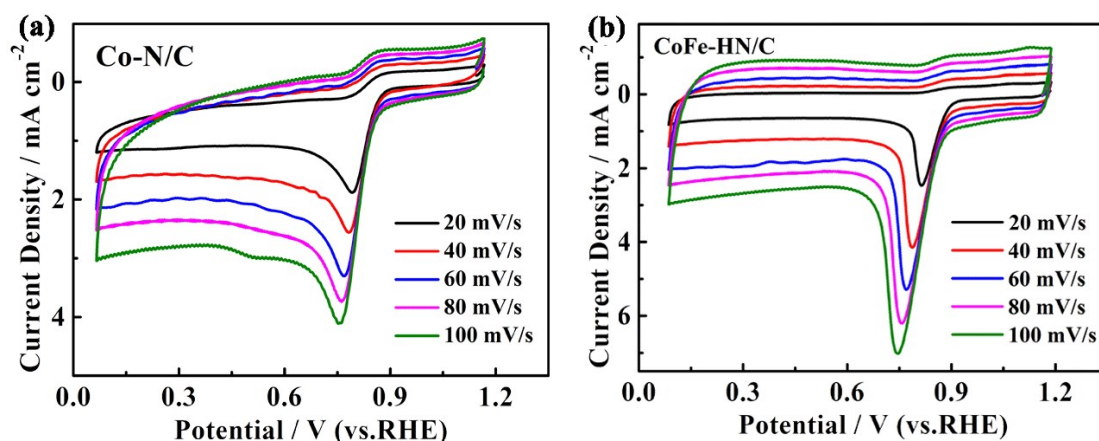 (a)
Co-N/C
Current Density / mA cm-2
0
2
4
20 mV/s
40 mV/s
60 mV/s
80 mV/s
100 mV/s
0.0 0.3 0.6 0.9 1.2
Potential / V (vs.RHE)
(b)
CoFe-HN/C
Current Density / mA cm-2
0
2
4
6
20 mV/s
40 mV/s
60 mV/s
80 mV/s
100 mV/s
0.0 0.3 0.6 0.9 1.2
Potential / V (vs.RHE)